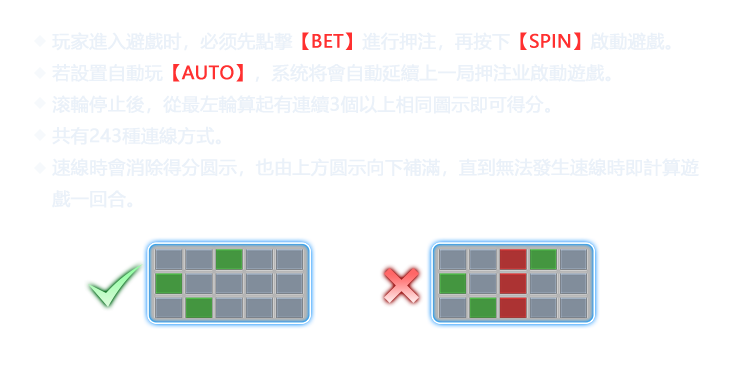 玩家進入遊戲时，必须先點擊【BET】進行押注，再按下【SPIN】啟動遊戲。
若設置自動玩【AUTO】，系统将會自動延續上一局押注业啟動遊戲。
滚輪停止後，從最左輪算起有連續3個以上相同圖示即可得分。
共有243種連線方式。
速線時會消除得分圖示，也由上方圆示向下補滿，直到無法發生速線時即計算遊
戲一回合。